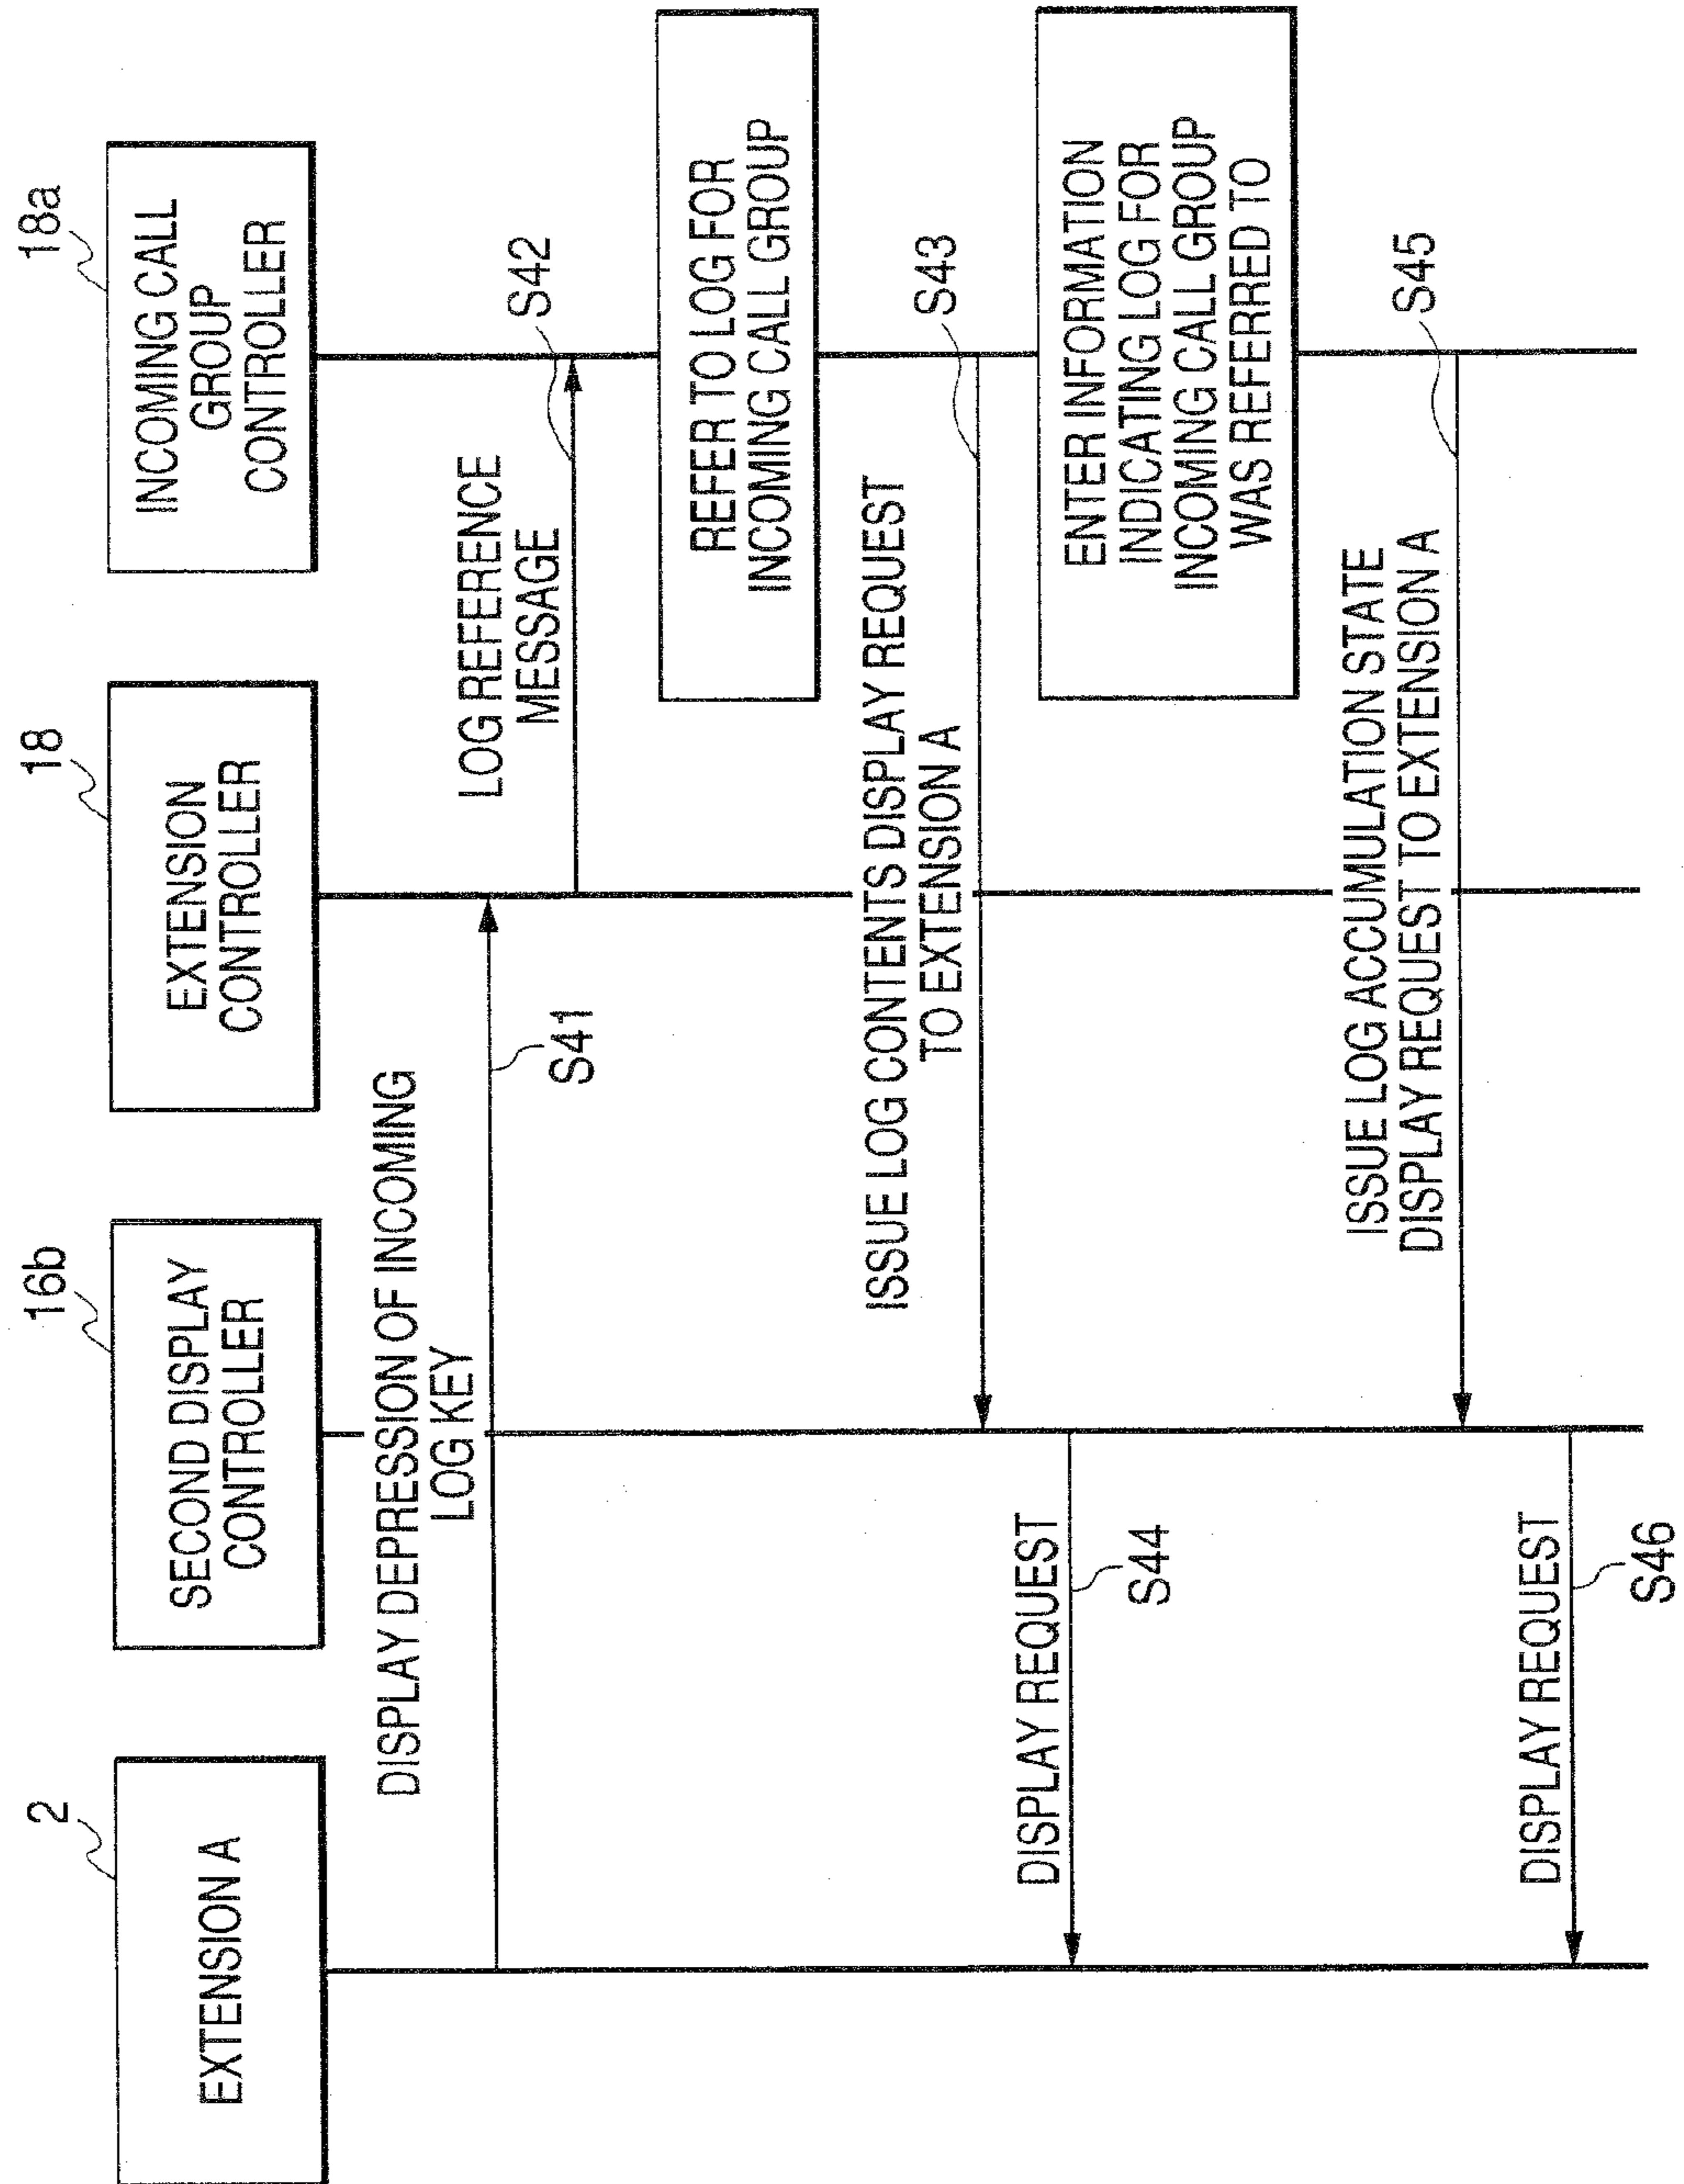 2
EXTENSION A
16b
SECOND DISPLAY
CONTROLLER
18
EXTENSION
CONTROLLER
18a
INCOMING CALL
GROUP
CONTROLLER
DISPLAY DEPRESSION OF INCOMING
LOG KEY
S41
LOG REFERENCE
MESSAGE
S42
REFER TO LOG FOR
INCOMING CALL GROUP
ISSUE LOG CONTENTS DISPLAY REQUEST
TO EXTENSION A
S43
DISPLAY REQUEST
S44
ENTER INFORMATION
INDICATING LOG FOR
INCOMING CALL GROUP
WAS REFERRED TO
ISSUE LOG ACCUMULATION STATE
DISPLAY REQUEST TO EXTENSION A
S45
DISPLAY REQUEST
S46